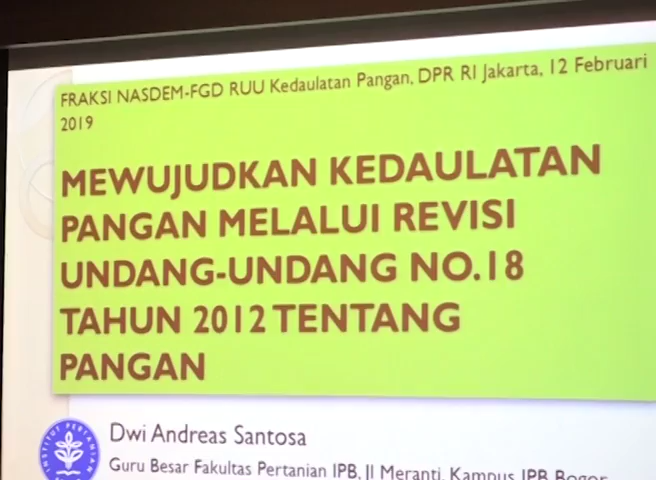 FRAKSI NASDEM-FGD RUU Kedaulatan Pangan, DPR RI Jakarta, 12 Februari
2019
MEWUJUDKAN KEDAULATAN
PANGAN MELALUI REVISI
UNDANG-UNDANG NO.18
TAHUN 2012 TENTANG
PANGAN
Dwi Andreas Santosa
Guru Besar Fakultas Pertanian IPB, Jl Meranti, Kampus IPB Bogor
INSTITUT PERTANIAN